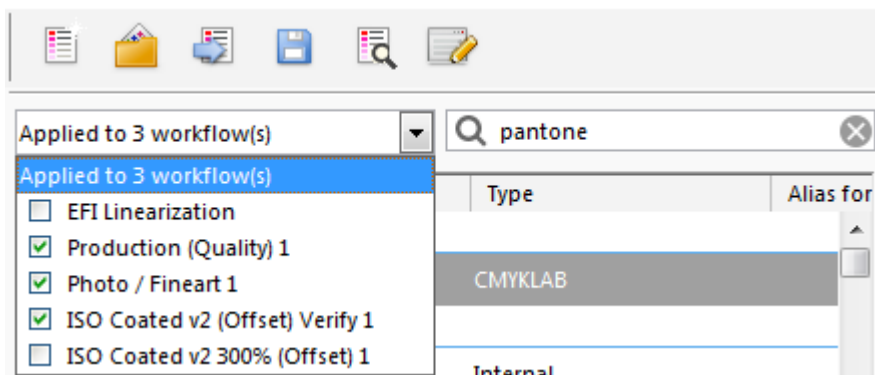 Applied to 3 workflow(s)
pantone
Applied to 3 workflow(s)
EFI Linearization
Production (Quality) 1
Photo / Fineart 1
ISO Coated v2 (Offset) Verify 1
ISO Coated v2 300% (Offset) 1
Type
Alias for
CMYKLAB
Internal